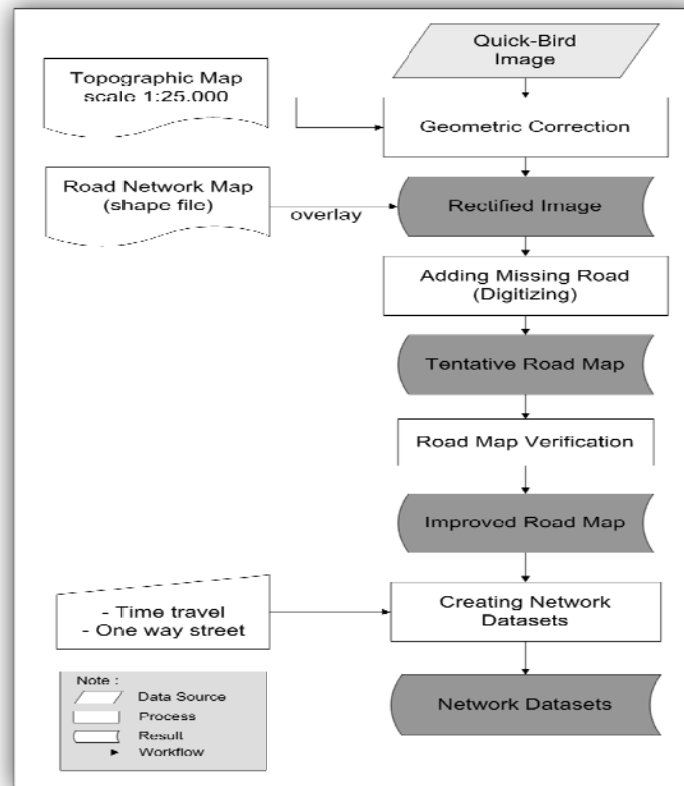 Quick-Bird
Image
Topographic Map
scale 1:25.000
Geometric Correction
Road Network Map
(shape file)
overlay
Rectified Image
Adding Missing Road
(Digitizing)
Tentative Road Map
Road Map Verification
Improved Road Map
- Time travel
- One way street
Creating Network
Datasets
Network Datasets
Note :
Data Source
Process
Result
Workflow